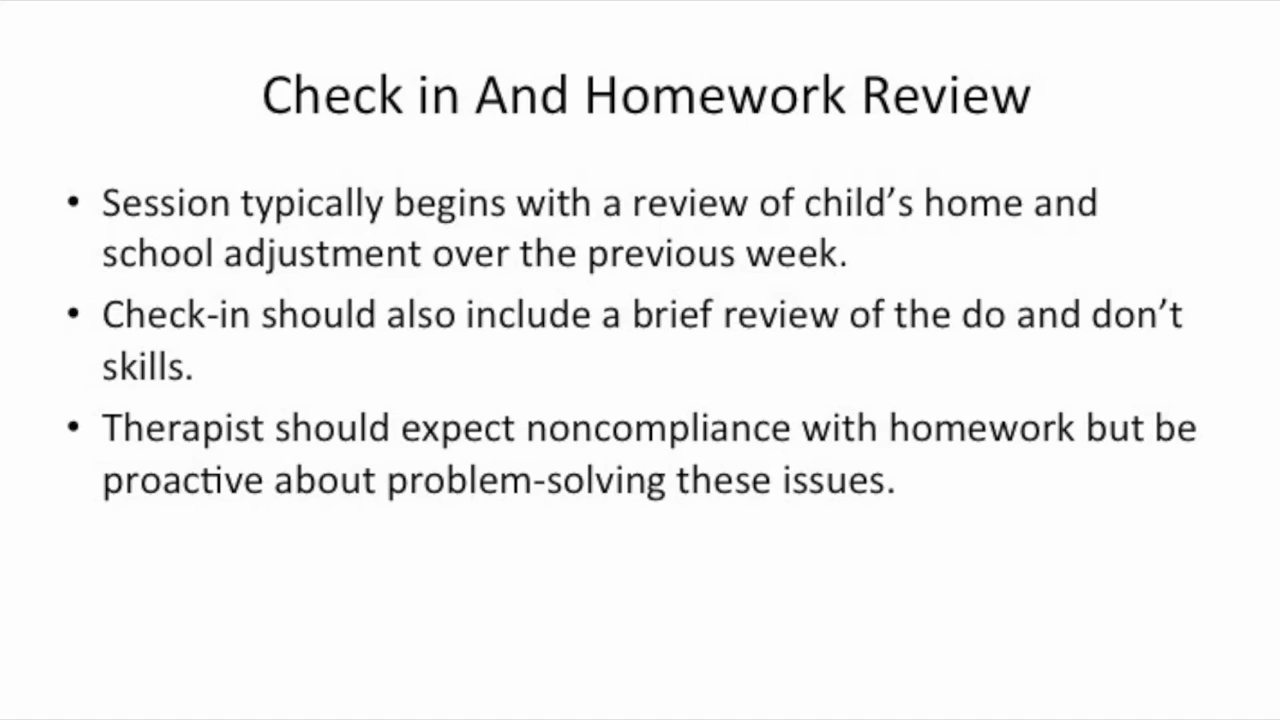 Check in And Homework Review
• Session typically begins with a review of child’s home and
school adjustment over the previous week.
• Check-in should also include a brief review of the do and don’t
skills.
• Therapist should expect noncompliance with homework but be
proactive about problem-solving these issues.